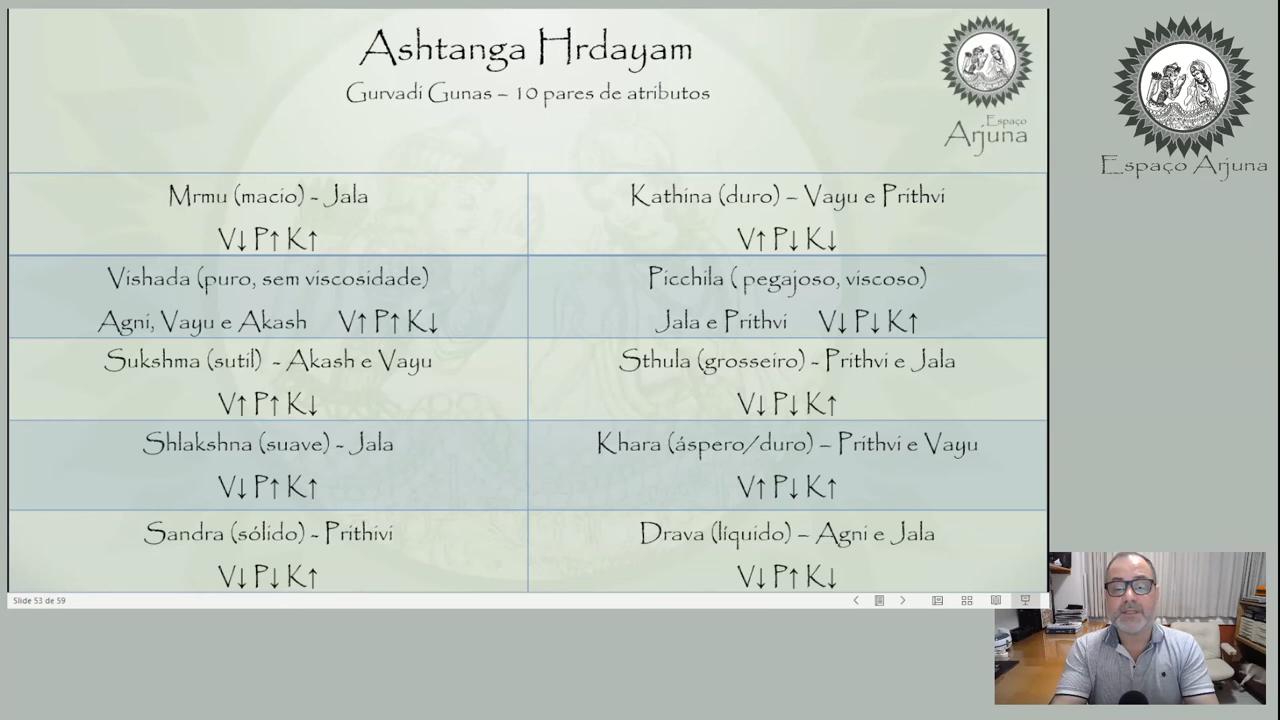 Ashtanga Hrdayam
Gurvadi Gunas – 10 pares de atributos
Espaço
Arjuna
Espaço Arjuna
Mrmu (macio) - Jala
V↓ P↑ K↑
Kathina (duro) – Vayu e Prithvi
V↑ P↓ K↓
Vishada (puro, sem viscosidade)
Agni, Vayu e Akash V↑ P↑ K↓
Picchila ( pegajoso, viscoso)
Jala e Prithvi V↓ P↓ K↑
Sukshma (sutil) - Akash e Vayu
V↑ P↑ K↓
Sthula (grosseiro) - Prithvi e Jala
V↓ P↓ K↑
Shlakshna (suave) - Jala
V↓ P↑ K↑
Khara (áspero/duro) – Prithvi e Vayu
V↑ P↓ K↑
Sandra (sólido) - Prithivi
V↓ P↓ K↑
Drava (líquido) – Agni e Jala
V↓ P↑ K↓
Slide 53 de 59